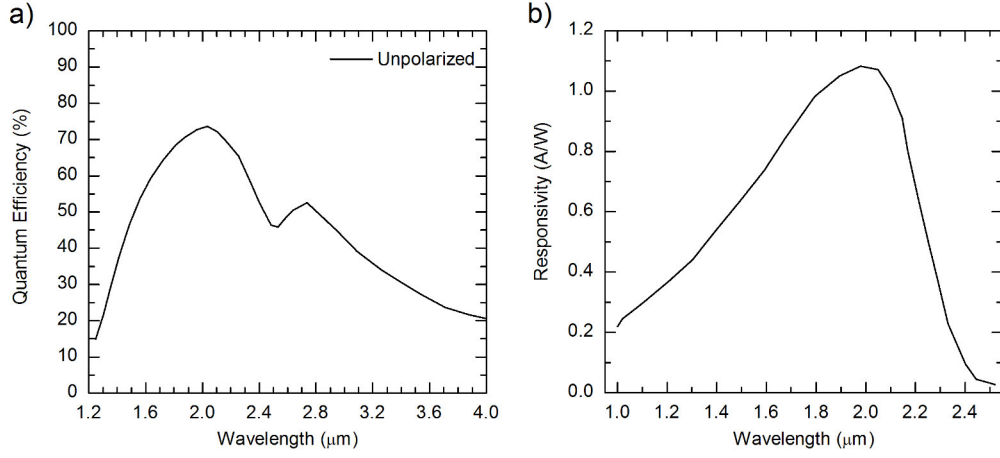 a)
100
90
80
70
60
50
40
30
20
10
0
Quantum Efficiency (%)
Unpolarized
1.2 1.6 2.0 2.4 2.8 3.2 3.6 4.0
Wavelength (μm)
b)
1.2
1.0
0.8
0.6
0.4
0.2
0.0
Responsivity (A/W)
1.0 1.2 1.4 1.6 1.8 2.0 2.2 2.4
Wavelength (μm)